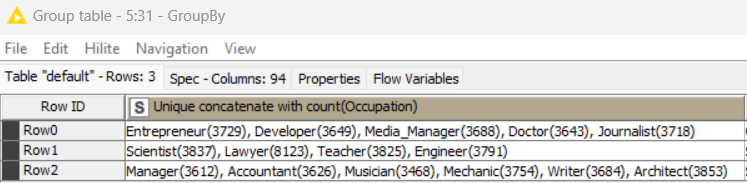 Group table - 5:31 - GroupBy
File Edit Hilite Navigation View
Table "default" - Rows: 3 Spec - Columns: 94 Properties Flow Variables
Row ID S Unique concatenate with count(Occupation)
Row0 Entrepreneur(3729), Developer(3649), Media_Manager(3688), Doctor(3643), Journalist(3718)
Row1 Scientist(3837), Lawyer(8123), Teacher(3825), Engineer(3791)
Row2 Manager(3612), Accountant(3626), Musician(3468), Mechanic(3754), Writer(3684), Architect(3853)